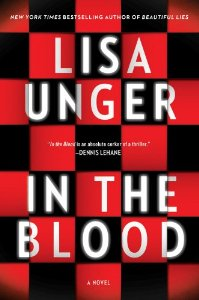 NEW YORK TIMES BESTSELLING AUTHOR OF BEAUTIFUL LIES
LISA
UNGER
"In the Blood is an absolute corker of a thriller."
—DENNIS LEHANE
IN THE
BLOOD
A NOVEL